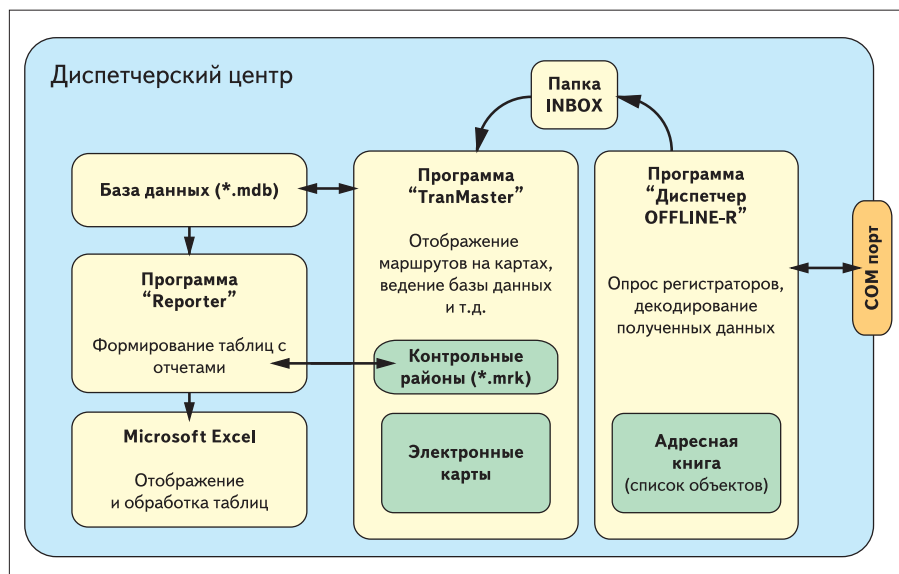 Диспетчерский центр
Папка
INBOX
База данных (*.mdb)
Программа
“Reporter”
Формирование таблиц с
отчетами
Microsoft Excel
Отображение
и обработка таблиц
Программа
“TranMaster”
Отображение
маршрутов на картах,
ведение базы данных
и т.д.
Контрольные
районы (*.mrk)
Электронные
карты
Программа
“Диспетчер
OFFLINE-R”
Опрос регистраторов,
декодирование
полученных данных
Адресная
книга
(список объектов)
COM порт